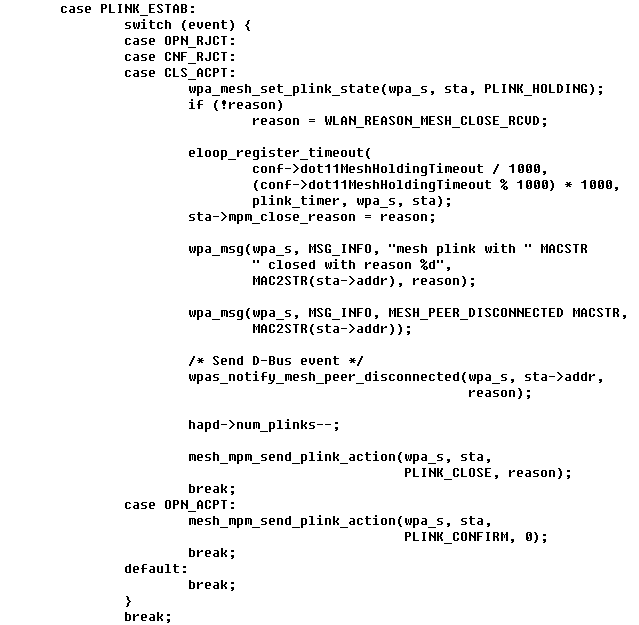 case PLINK_ESTAB:
switch (event) {
case OPN_RJCT:
case CNF_RJCT:
case CLS_ACPT:
wpa_mesh_set_plink_state(wpa_s, sta, PLINK_HOLDING);
if (!reason)
reason = WLAN_REASON_MESH_CLOSE_RCVD;
eloop_register_timeout(
conf->dot11MeshHoldingTimeout / 1000,
(conf->dot11MeshHoldingTimeout % 1000) * 1000,
plink_timer, wpa_s, sta);
sta->mpm_close_reason = reason;
wpa_msg(wpa_s, MSG_INFO, "mesh plink with " MACSTR
" closed with reason %d",
MAC2STR(sta->addr), reason);
wpa_msg(wpa_s, MSG_INFO, MESH_PEER_DISCONNECTED MACSTR,
MAC2STR(sta->addr));
/* Send D-Bus event */
wpas_notify_mesh_peer_disconnected(wpa_s, sta->addr,
reason);
hapd->num_plinks--;
mesh_mpm_send_plink_action(wpa_s, sta,
PLINK_CLOSE, reason);
break;
case OPN_ACPT:
mesh_mpm_send_plink_action(wpa_s, sta,
PLINK_CONFIRM, 0);
break;
default:
break;
}
break;